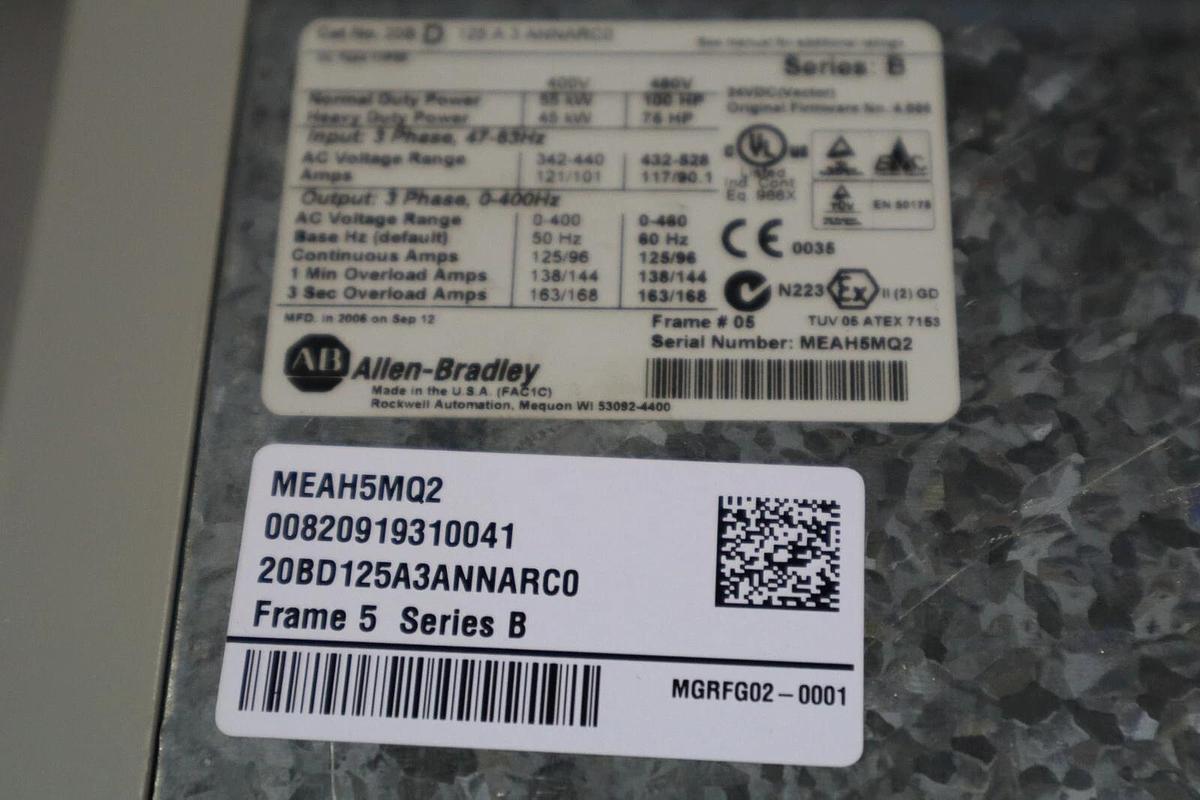 Cat No. 20B D 125 A 3 ANNARC0
See manual for additional ratings
Series: B
400V 480V
24VDC(Vector)
Normal Duty Power 55 kW 100 HP
Original Firmware No. 4.001
Heavy Duty Power 45 kW 75 HP
Input: 3 Phase, 47-63Hz
AC Voltage Range 342-440 432-528
Amps 121/101 117/90.1
C UL US
Listed
Ind Cont
Eq 966X
TUV
EN 50178
Output: 3 Phase, 0-400Hz
AC Voltage Range 0-400 0-460
Base Hz (default) 50 Hz 60 Hz
Continuous Amps 125/96 125/96
1 Min Overload Amps 138/144 138/144
3 Sec Overload Amps 163/168 163/168
CE 0035
N223 Ex II (2) GD
MFD. in 2006 on Sep 12
Frame # 05 TUV 05 ATEX 7153
Serial Number: MEAH5MQ2
AB Allen-Bradley
Made in the U.S.A. (FAC1C)
Rockwell Automation, Mequon WI 53092-4400
MEAH5MQ2
00820919310041
20BD125A3ANNARC0
Frame 5 Series B
MGRFG02-0001